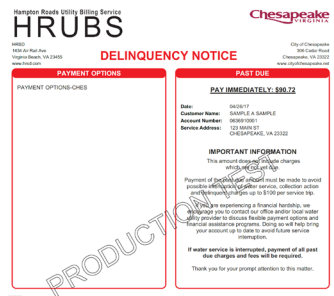 Hampton Roads Utility Billing Service
HRUBS
Chesapeake
VIRGINIA
HRSD
1434 Air Rail Ave
Virginia Beach, VA 23455
www.hrsd.com
City of Chesapeake
306 Cedar Road
Chesapeake, VA 23322
www.cityofchesapeake.net
DELINQUENCY NOTICE
PAYMENT OPTIONS
PAYMENT OPTIONS-CHES
PAST DUE
PAY IMMEDIATELY: $90.72
Date: 04/26/17
Customer Name: SAMPLE A SAMPLE
Account Number: 0636910001
Service Address: 123 MAIN ST
CHESAPEAKE, VA 23322
IMPORTANT INFORMATION
This amount does not include charges
which are not yet due.
Payment of the past due amount must be made to avoid
possible interruption of water service, collection action
and delinquent charges up to $100 per service trip.
If you are experiencing a financial hardship, we
encourage you to contact our office and/or local water
utility provider to discuss flexible payment options and
financial assistance programs. Doing so will help bring
your account up to date to avoid future service
interruption.
If water service is interrupted, payment of all past
due charges and fees will be required.
Thank you for your prompt attention to this matter.
PRODUCTION TEST